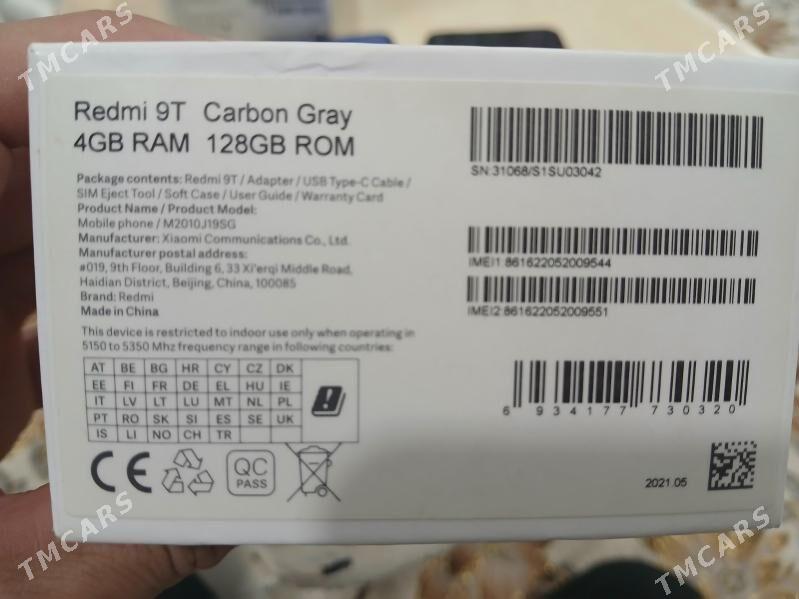 Redmi 9T Carbon Gray
4GB RAM 128GB ROM
Package contents: Redmi 9T / Adapter / USB Type-C Cable /
SIM Eject Tool / Soft Case / User Guide / Warranty Card
Product Name / Product Model:
Mobile phone / M2010J19SG
Manufacturer: Xiaomi Communications Co., Ltd.
Manufacturer postal address:
#019, 9th Floor, Building 6, 33 Xi'erqi Middle Road,
Haidian District, Beijing, China, 100085
Brand: Redmi
Made in China
This device is restricted to indoor use only when operating in
5150 to 5350 Mhz frequency range in following countries:
AT BE BG HR CY CZ DK
EE FI FR DE EL HU IE
IT LV LT LU MT NL PL
PT RO SK SI ES SE UK
IS LI NO CH TR
CE
QC
PASS
SN:31068/S1SU03042
IMEI1:861622052009544
IMEI2:861622052009551
6 934177 730320
2021.05
TMCARS
TMCARS
TMCARS
TMCARS
TMCARS
TMCARS